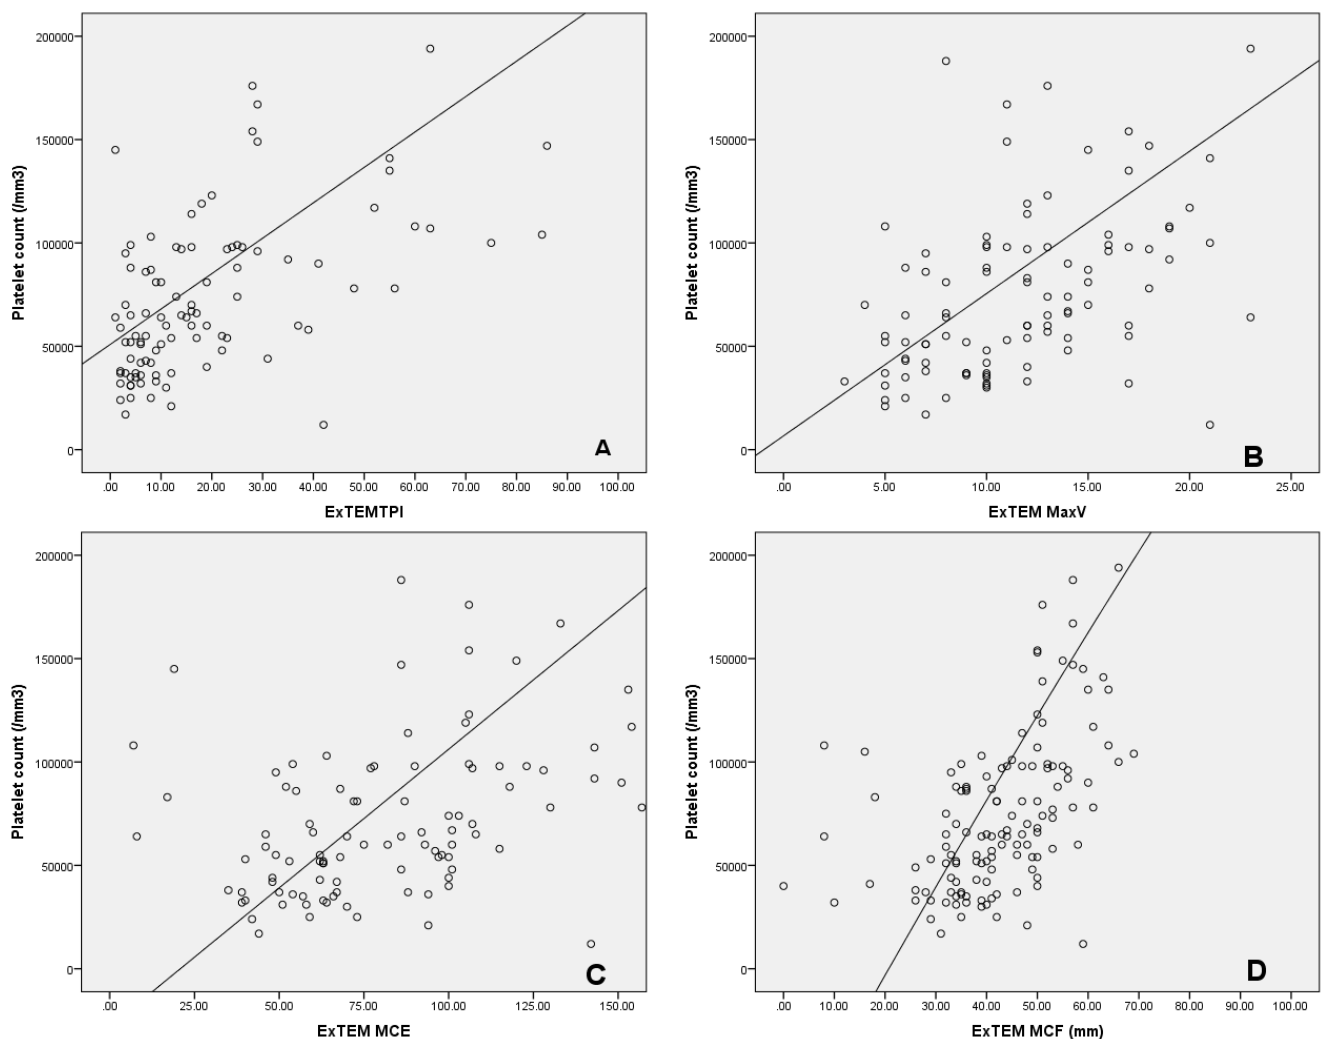 200000
150000
100000
50000
0
Platelet count (/mm3)
A
.00 10.00 20.00 30.00 40.00 50.00 60.00 70.00 80.00 90.00 100.00
ExTEMTPI
200000
150000
100000
50000
0
Platelet count (/mm3)
B
.00 5.00 10.00 15.00 20.00 25.00
ExTEM MaxV
200000
150000
100000
50000
0
Platelet count (/mm3)
C
.00 25.00 50.00 75.00 100.00 125.00 150.00
ExTEM MCE
200000
150000
100000
50000
0
Platelet count (/mm3)
D
.00 10.00 20.00 30.00 40.00 50.00 60.00 70.00 80.00 90.00 100.00
ExTEM MCF (mm)